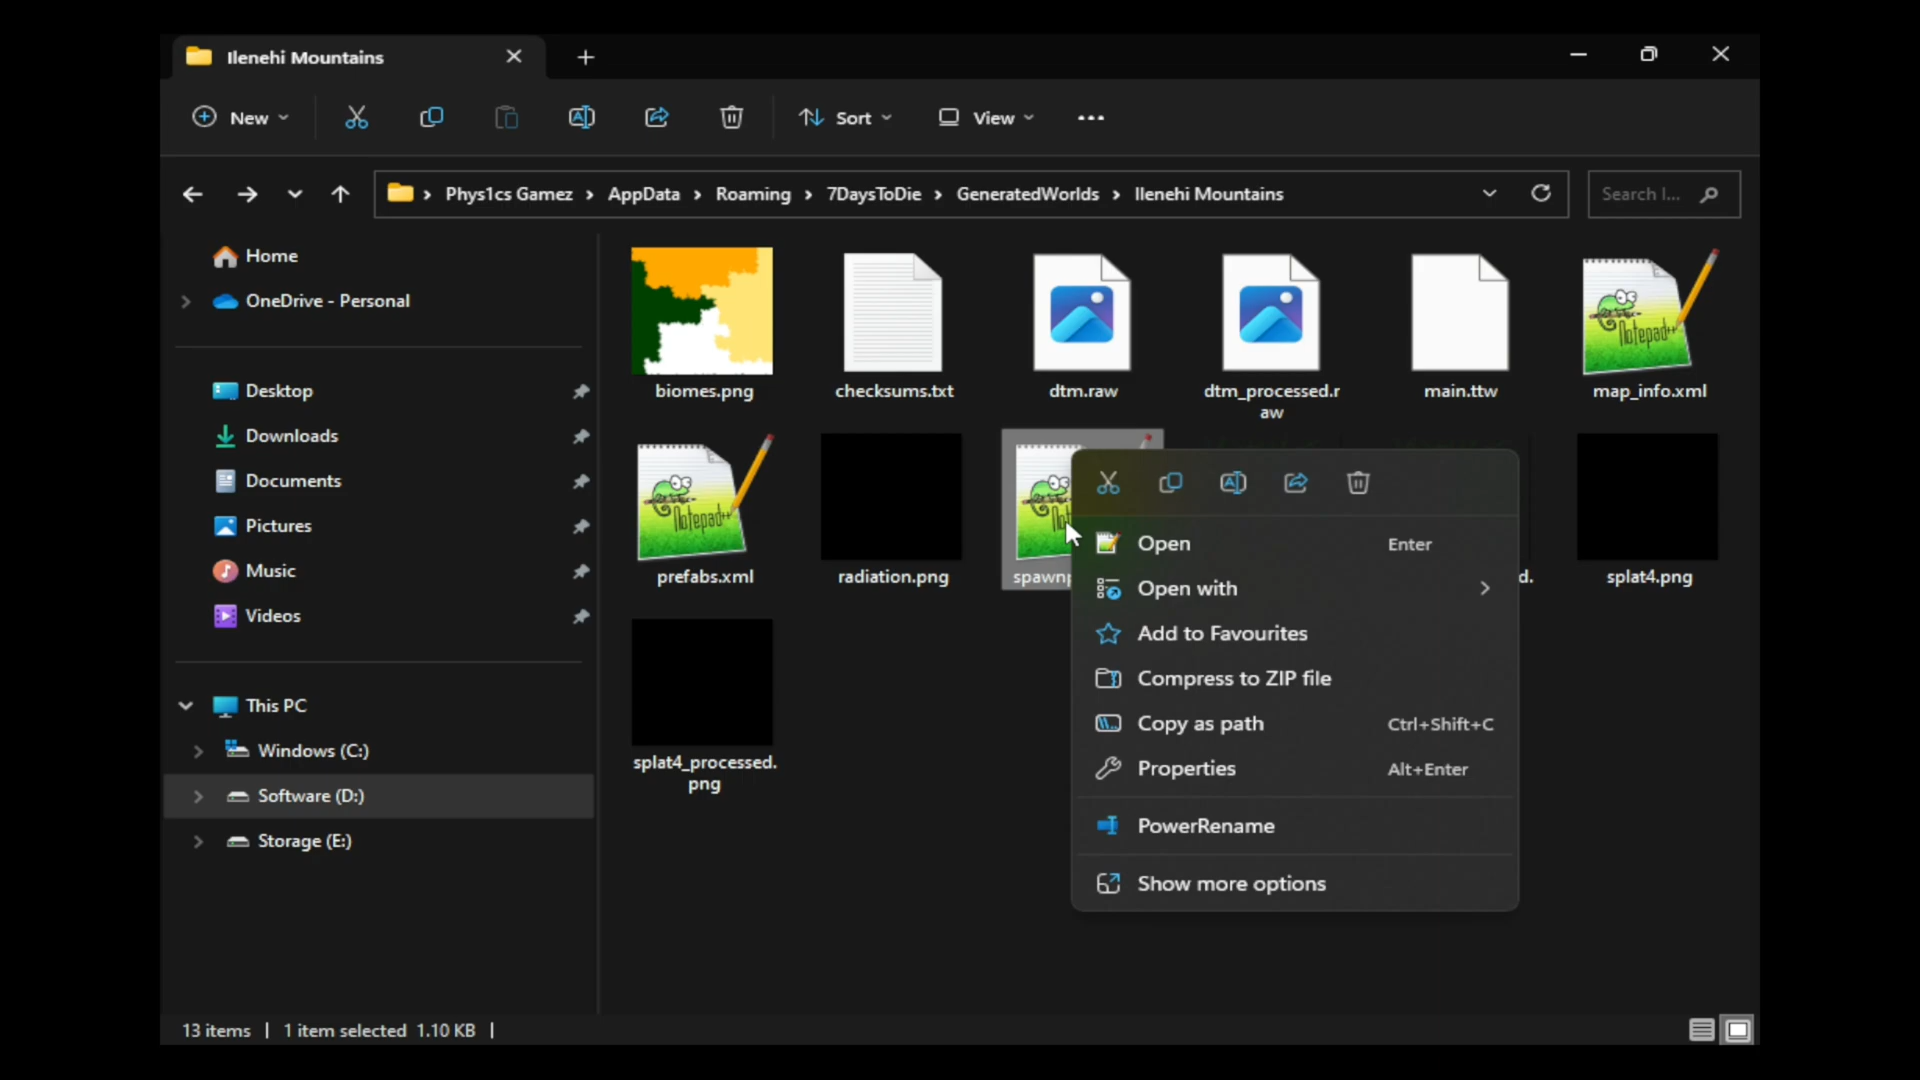 Ilenehi Mountains
New
Sort
View
Phys1cs Gamez > AppData > Roaming > 7DaysToDie > GeneratedWorlds > Ilenehi Mountains
Search I...
Home
OneDrive - Personal
Desktop
Downloads
Documents
Pictures
Music
Videos
This PC
Windows (C:)
Software (D:)
Storage (E:)
biomes.png
checksums.txt
dtm.raw
dtm_processed.r
aw
main.ttw
Notepad++
map_info.xml
Notepad++
prefabs.xml
radiation.png
spawnp
d.
splat4.png
splat4_processed.
png
Open Enter
Open with
Add to Favourites
Compress to ZIP file
Copy as path Ctrl+Shift+C
Properties Alt+Enter
PowerRename
Show more options
13 items | 1 item selected 1.10 KB |